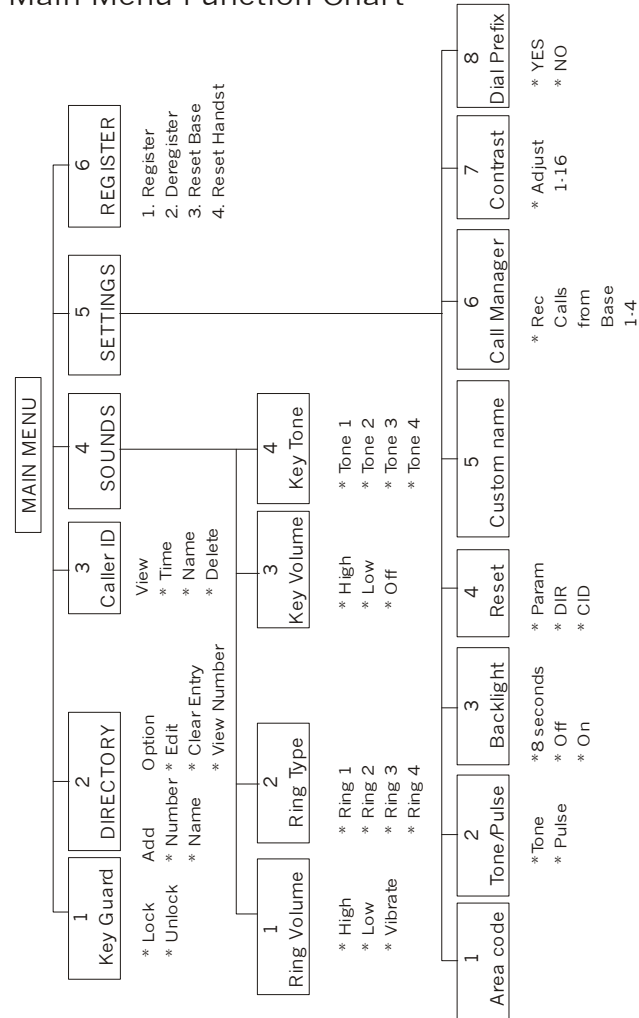 Main Menu Function Chart
MAIN MENU
1
Key Guard
* Lock
* Unlock
2
DIRECTORY
Add
* Number
* Name
Option
* Edit
* Clear Entry
* View Number
3
Caller ID
View
* Time
* Name
* Delete
4
SOUNDS
5
SETTINGS
6
REGISTER
1. Register
2. Deregister
3. Reset Base
4. Reset Handst
1
Ring Volume
* High
* Low
* Vibrate
2
Ring Type
* Ring 1
* Ring 2
* Ring 3
* Ring 4
3
Key Volume
* High
* Low
* Off
4
Key Tone
* Tone 1
* Tone 2
* Tone 3
* Tone 4
1
Area code
2
Tone/Pulse
*Tone
* Pulse
3
Backlight
*8 seconds
* Off
* On
4
Reset
* Param
* DIR
* CID
5
Custom name
6
Call Manager
* Rec
Calls
from
Base
1-4
7
Contrast
* Adjust
1-16
8
Dial Prefix
* YES
* NO